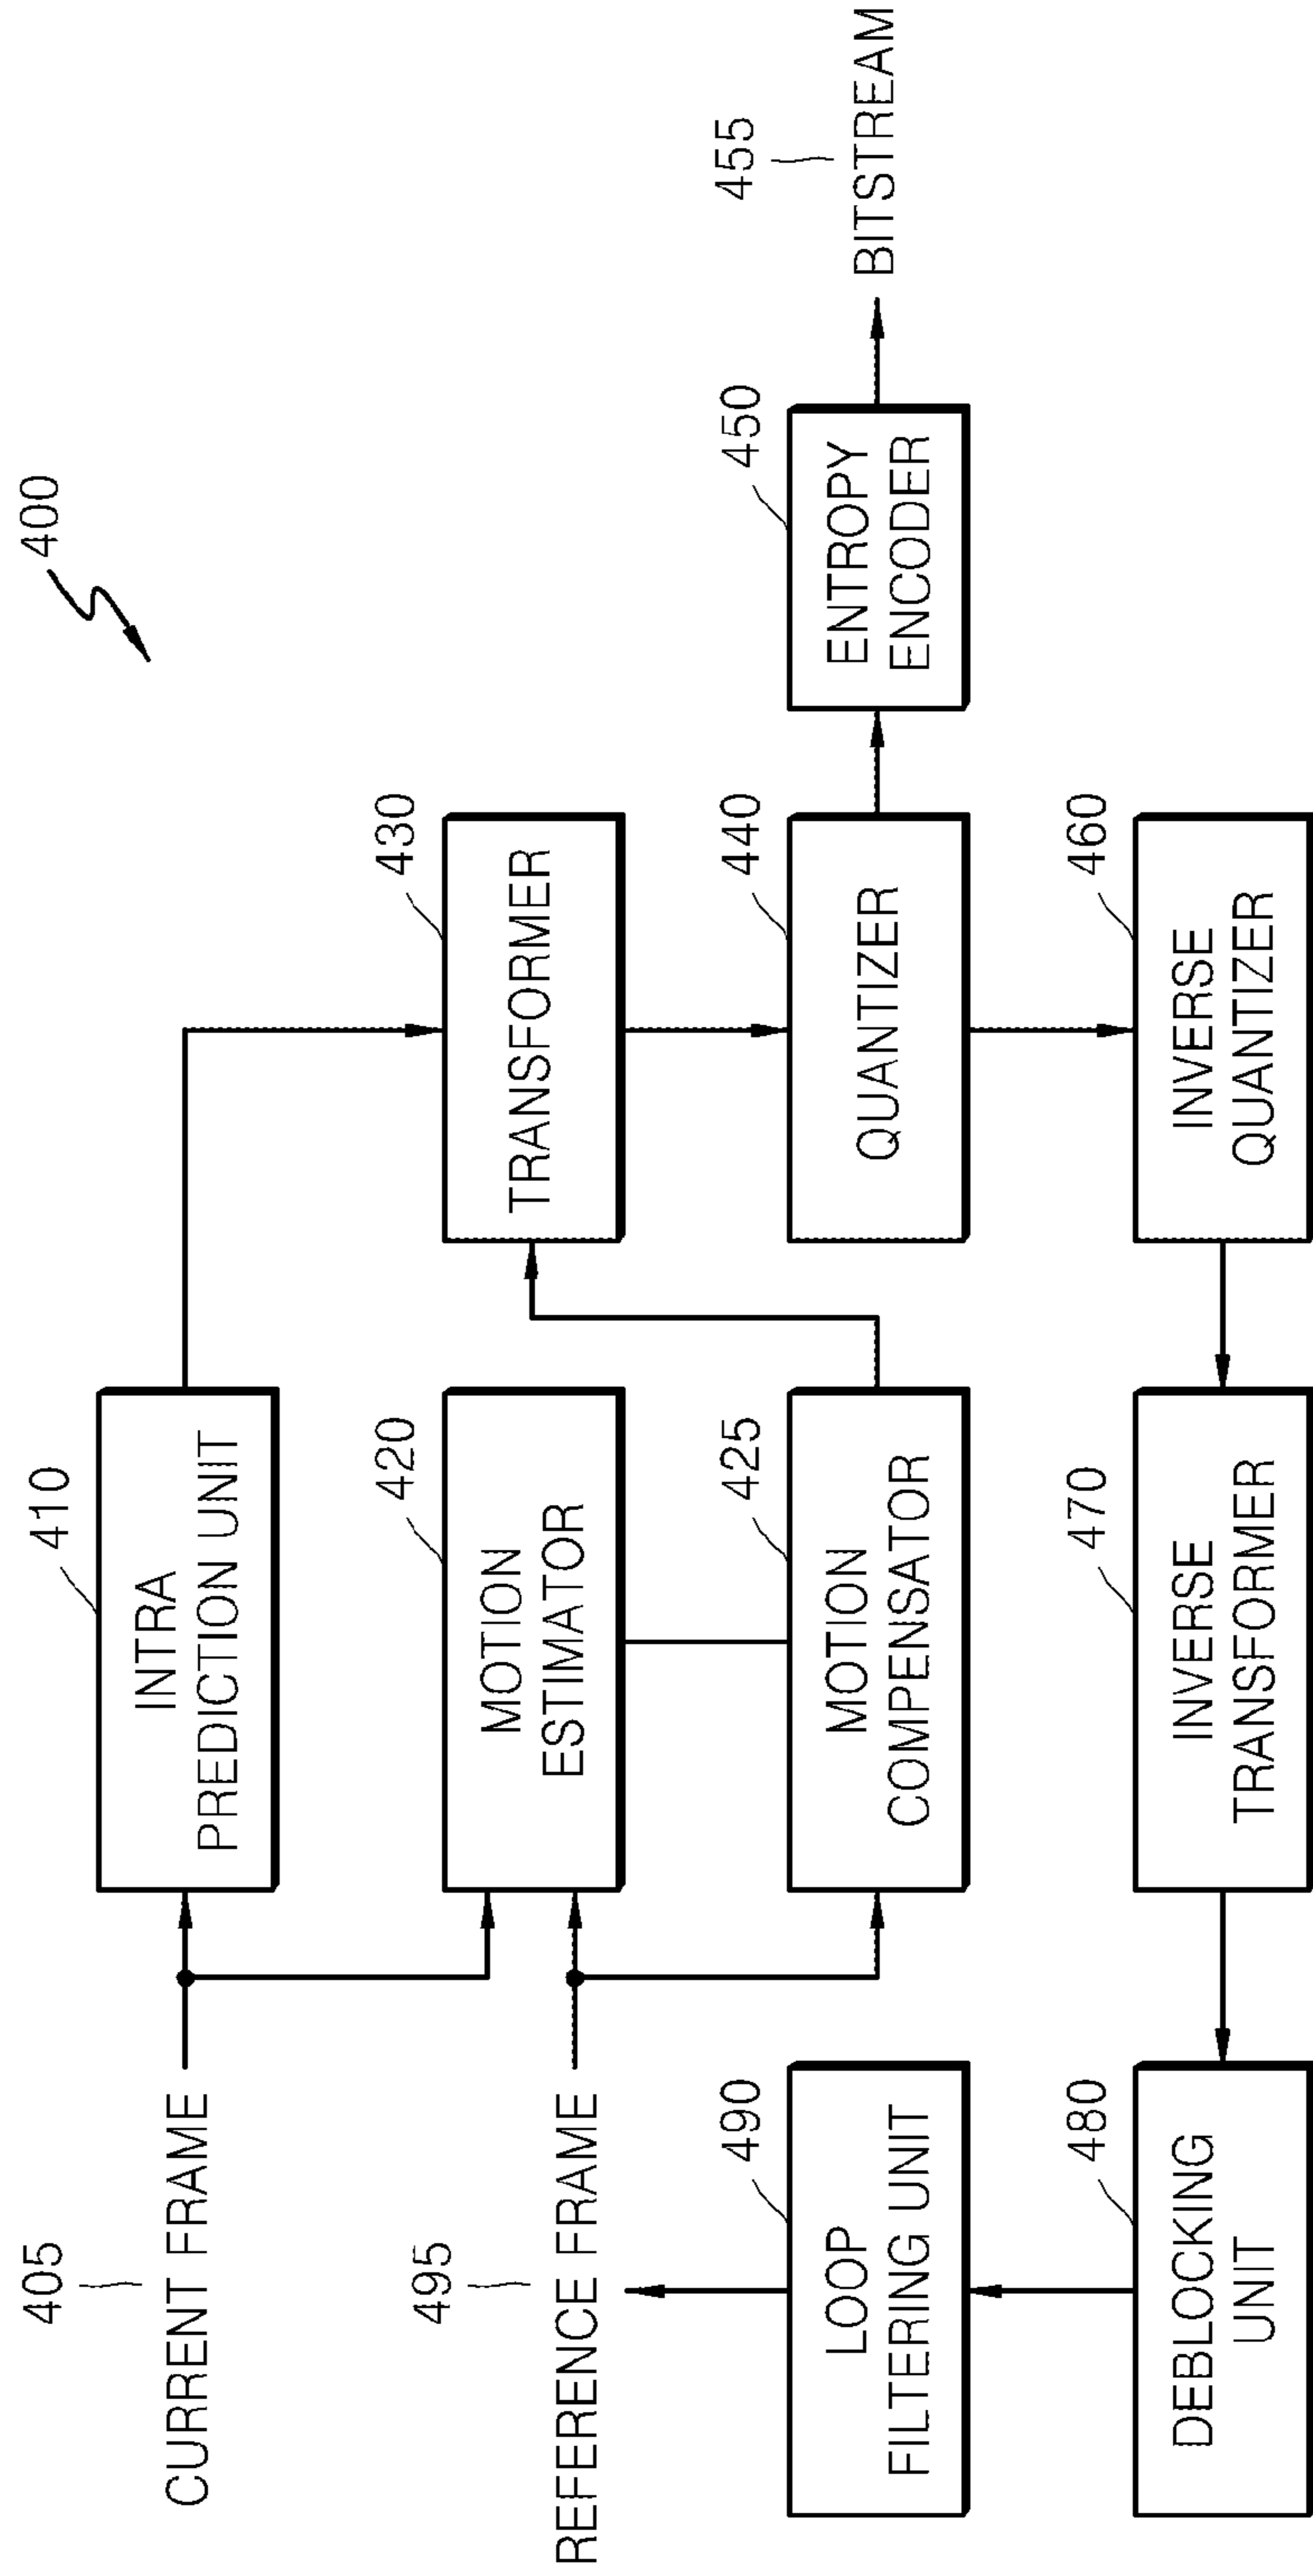 400
405
CURRENT FRAME
410
INTRA
PREDICTION UNIT
495
REFERENCE FRAME
420
MOTION
ESTIMATOR
430
TRANSFORMER
490
LOOP
FILTERING UNIT
425
MOTION
COMPENSATOR
440
QUANTIZER
450
ENTROPY
ENCODER
455
BITSTREAM
480
DEBLOCKING
UNIT
470
INVERSE
TRANSFORMER
460
INVERSE
QUANTIZER